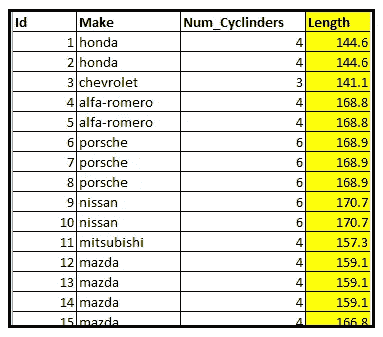 Id Make Num_Cyclinders Length
1 honda 4 144.6
2 honda 4 144.6
3 chevrolet 3 141.1
4 alfa-romero 4 168.8
5 alfa-romero 4 168.8
6 porsche 6 168.9
7 porsche 6 168.9
8 porsche 6 168.9
9 nissan 6 170.7
10 nissan 6 170.7
11 mitsubishi 4 157.3
12 mazda 4 159.1
13 mazda 4 159.1
14 mazda 4 159.1
15 mazda 4 166.8